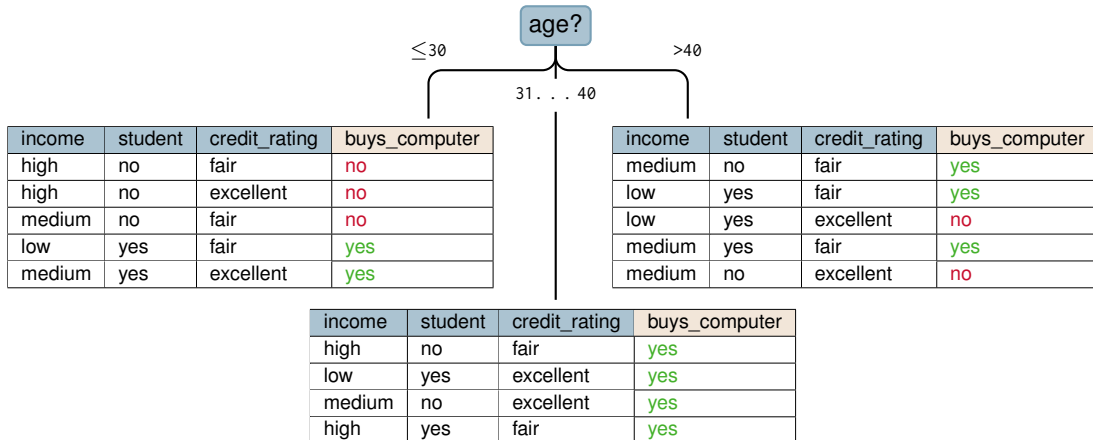 age?
≤30
>40
31. . . 40
income student credit_rating buys_computer
high no fair no
high no excellent no
medium no fair no
low yes fair yes
medium yes excellent yes
income student credit_rating buys_computer
medium no fair yes
low yes fair yes
low yes excellent no
medium yes fair yes
medium no excellent no
income student credit_rating buys_computer
high no fair yes
low yes excellent yes
medium no excellent yes
high yes fair yes